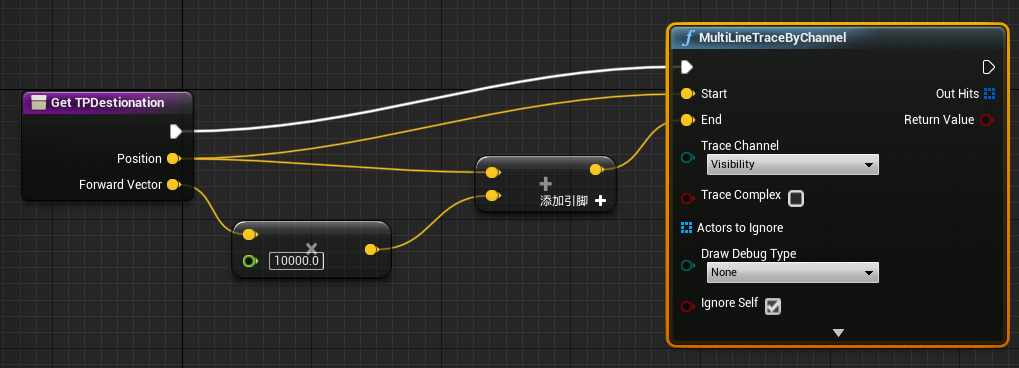 Get TPDestionation
Position
Forward Vector
10000.0
添加引脚
MultiLineTraceByChannel
Start
Out Hits
End
Return Value
Trace Channel
Visibility
Trace Complex
Actors to Ignore
Draw Debug Type
None
Ignore Self